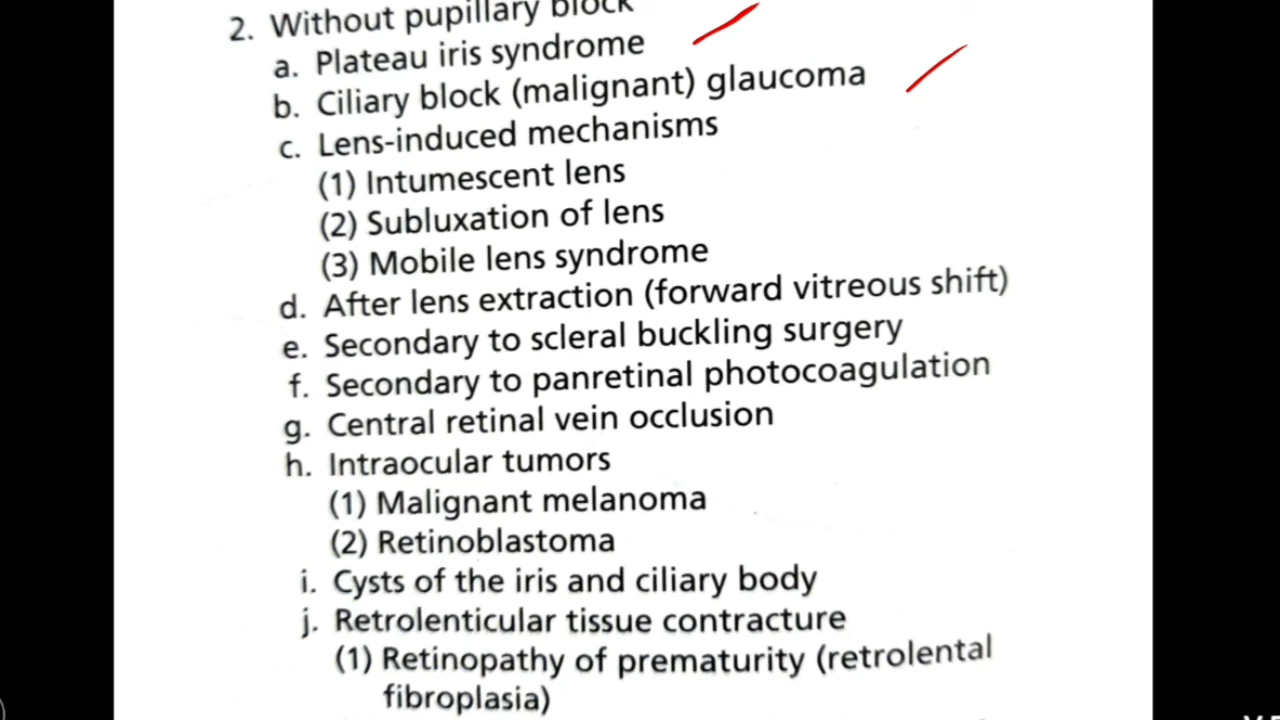 2. Without pupillary block
a. Plateau iris syndrome
b. Ciliary block (malignant) glaucoma
c. Lens-induced mechanisms
(1) Intumescent lens
(2) Subluxation of lens
(3) Mobile lens syndrome
d. After lens extraction (forward vitreous shift)
e. Secondary to scleral buckling surgery
f. Secondary to panretinal photocoagulation
g. Central retinal vein occlusion
h. Intraocular tumors
(1) Malignant melanoma
(2) Retinoblastoma
i. Cysts of the iris and ciliary body
j. Retrolenticular tissue contracture
(1) Retinopathy of prematurity (retrolental
fibroplasia)